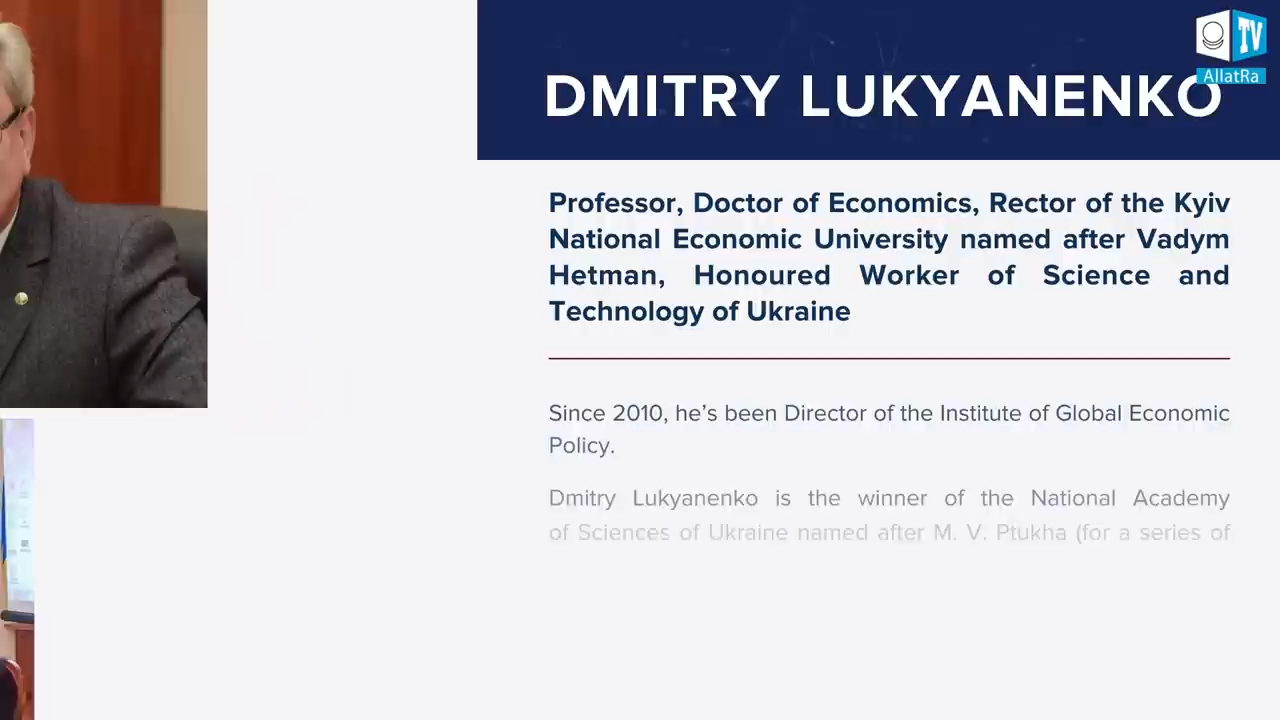 TV
AllatRa
DMITRY LUKYANENKO
Professor, Doctor of Economics, Rector of the Kyiv
National Economic University named after Vadym
Hetman, Honoured Worker of Science and
Technology of Ukraine
Since 2010, he's been Director of the Institute of Global Economic
Policy.
Dmitry Lukyanenko is the winner of the National Academy
of Sciences of Ukraine named after M. V. Ptukha (for a series of